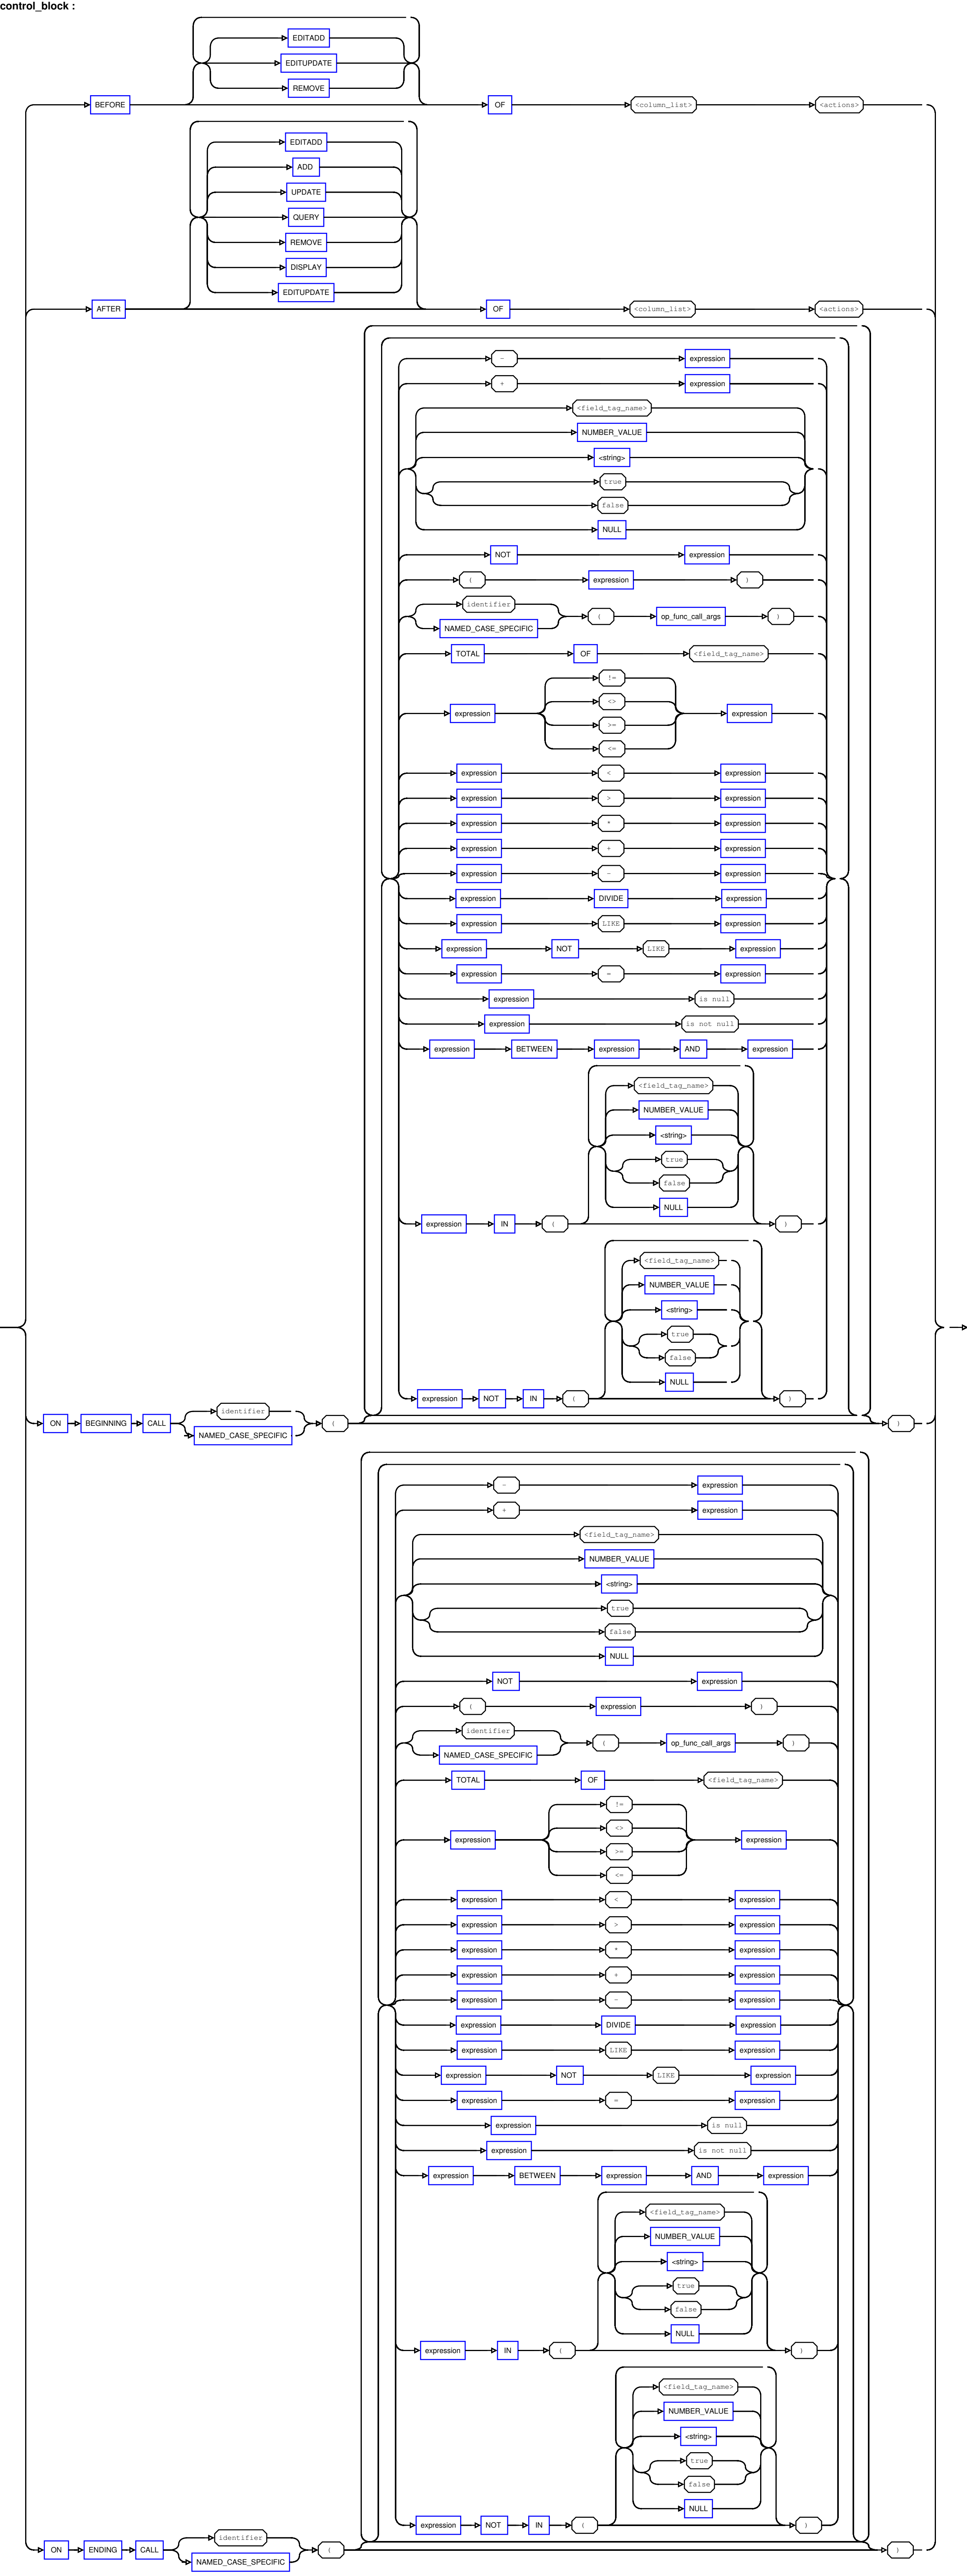 control_block :
EDITADD
EDITUPDATE
REMOVE
BEFORE OF <column_list> <actions>
EDITADD
ADD
UPDATE
QUERY
REMOVE
DISPLAY
EDITUPDATE
AFTER OF <column_list> <actions>
- expression
+ expression
<field_tag_name>
NUMBER_VALUE
<string>
true
false
NULL
NOT expression
( expression )
identifier
( op_func_call_args )
NAMED_CASE_SPECIFIC
TOTAL OF <field_tag_name>
!=
<>
expression expression
>=
<=
expression < expression
expression > expression
expression * expression
expression + expression
expression - expression
expression DIVIDE expression
expression LIKE expression
expression NOT LIKE expression
expression = expression
expression is null
expression is not null
expression BETWEEN expression AND expression
<field_tag_name>
NUMBER_VALUE
<string>
true
false
NULL
expression IN ( )
<field_tag_name>
NUMBER_VALUE
<string>
true
false
NULL
expression NOT IN ( )
identifier
ON BEGINNING CALL ( )
NAMED_CASE_SPECIFIC
- expression
+ expression
<field_tag_name>
NUMBER_VALUE
<string>
true
false
NULL
NOT expression
( expression )
identifier
( op_func_call_args )
NAMED_CASE_SPECIFIC
TOTAL OF <field_tag_name>
!=
<>
expression expression
>=
<=
expression < expression
expression > expression
expression * expression
expression + expression
expression - expression
expression DIVIDE expression
expression LIKE expression
expression NOT LIKE expression
expression = expression
expression is null
expression is not null
expression BETWEEN expression AND expression
<field_tag_name>
NUMBER_VALUE
<string>
true
false
NULL
expression IN ( )
<field_tag_name>
NUMBER_VALUE
<string>
true
false
NULL
expression NOT IN ( )
identifier
ON ENDING CALL ( )
NAMED_CASE_SPECIFIC